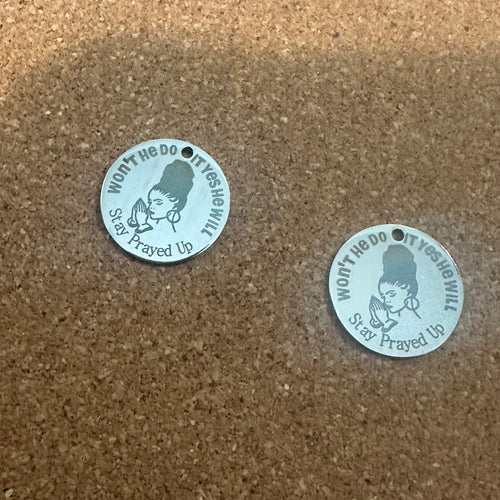 Won't He DO IT Yes He WILL
Stay Prayed Up
Won't He DO IT Yes He WILL
Stay Prayed Up